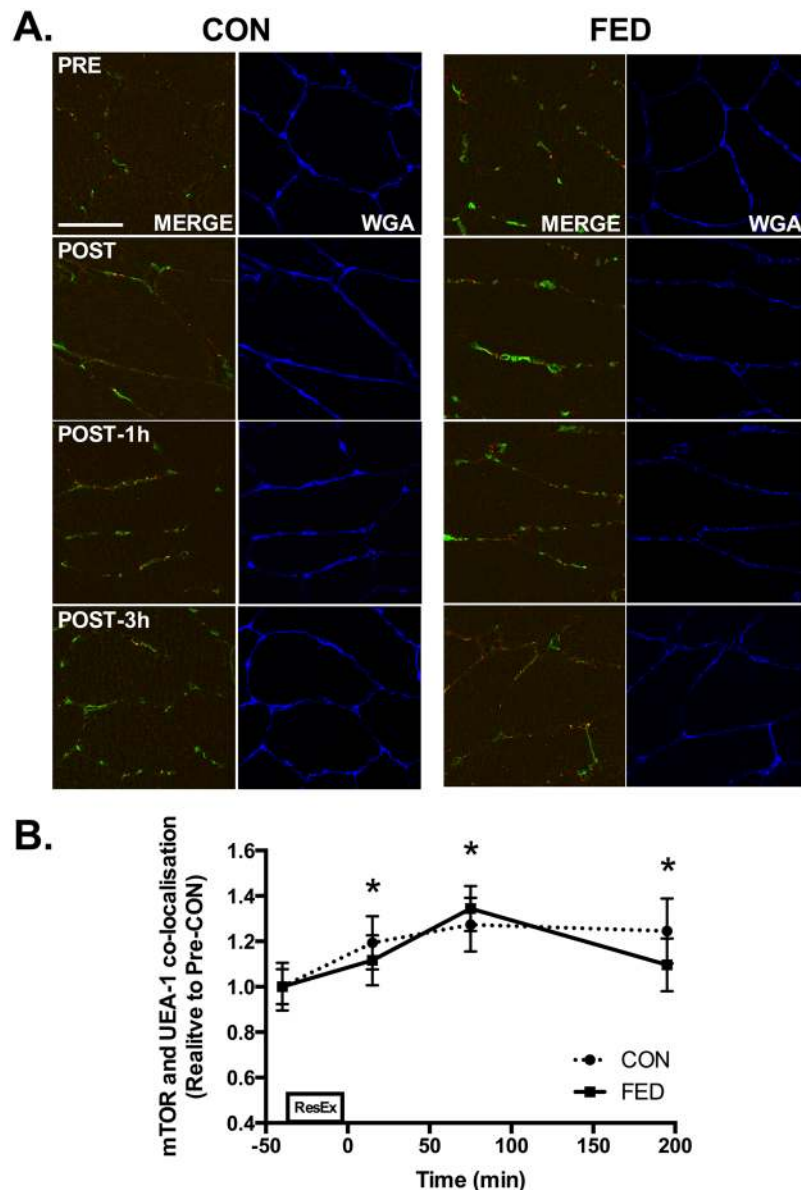 A.
CON
FED
PRE
MERGE
WGA
MERGE
WGA
POST
POST-1h
POST-3h
B.
mTOR and UEA-1 co-localisation
(Realitve to Pre-CON)
1.6
1.4
1.2
1.0
0.8
0.6
0.4
*
*
*
CON
FED
ResEx
-50
0
50
100
150
200
Time (min)